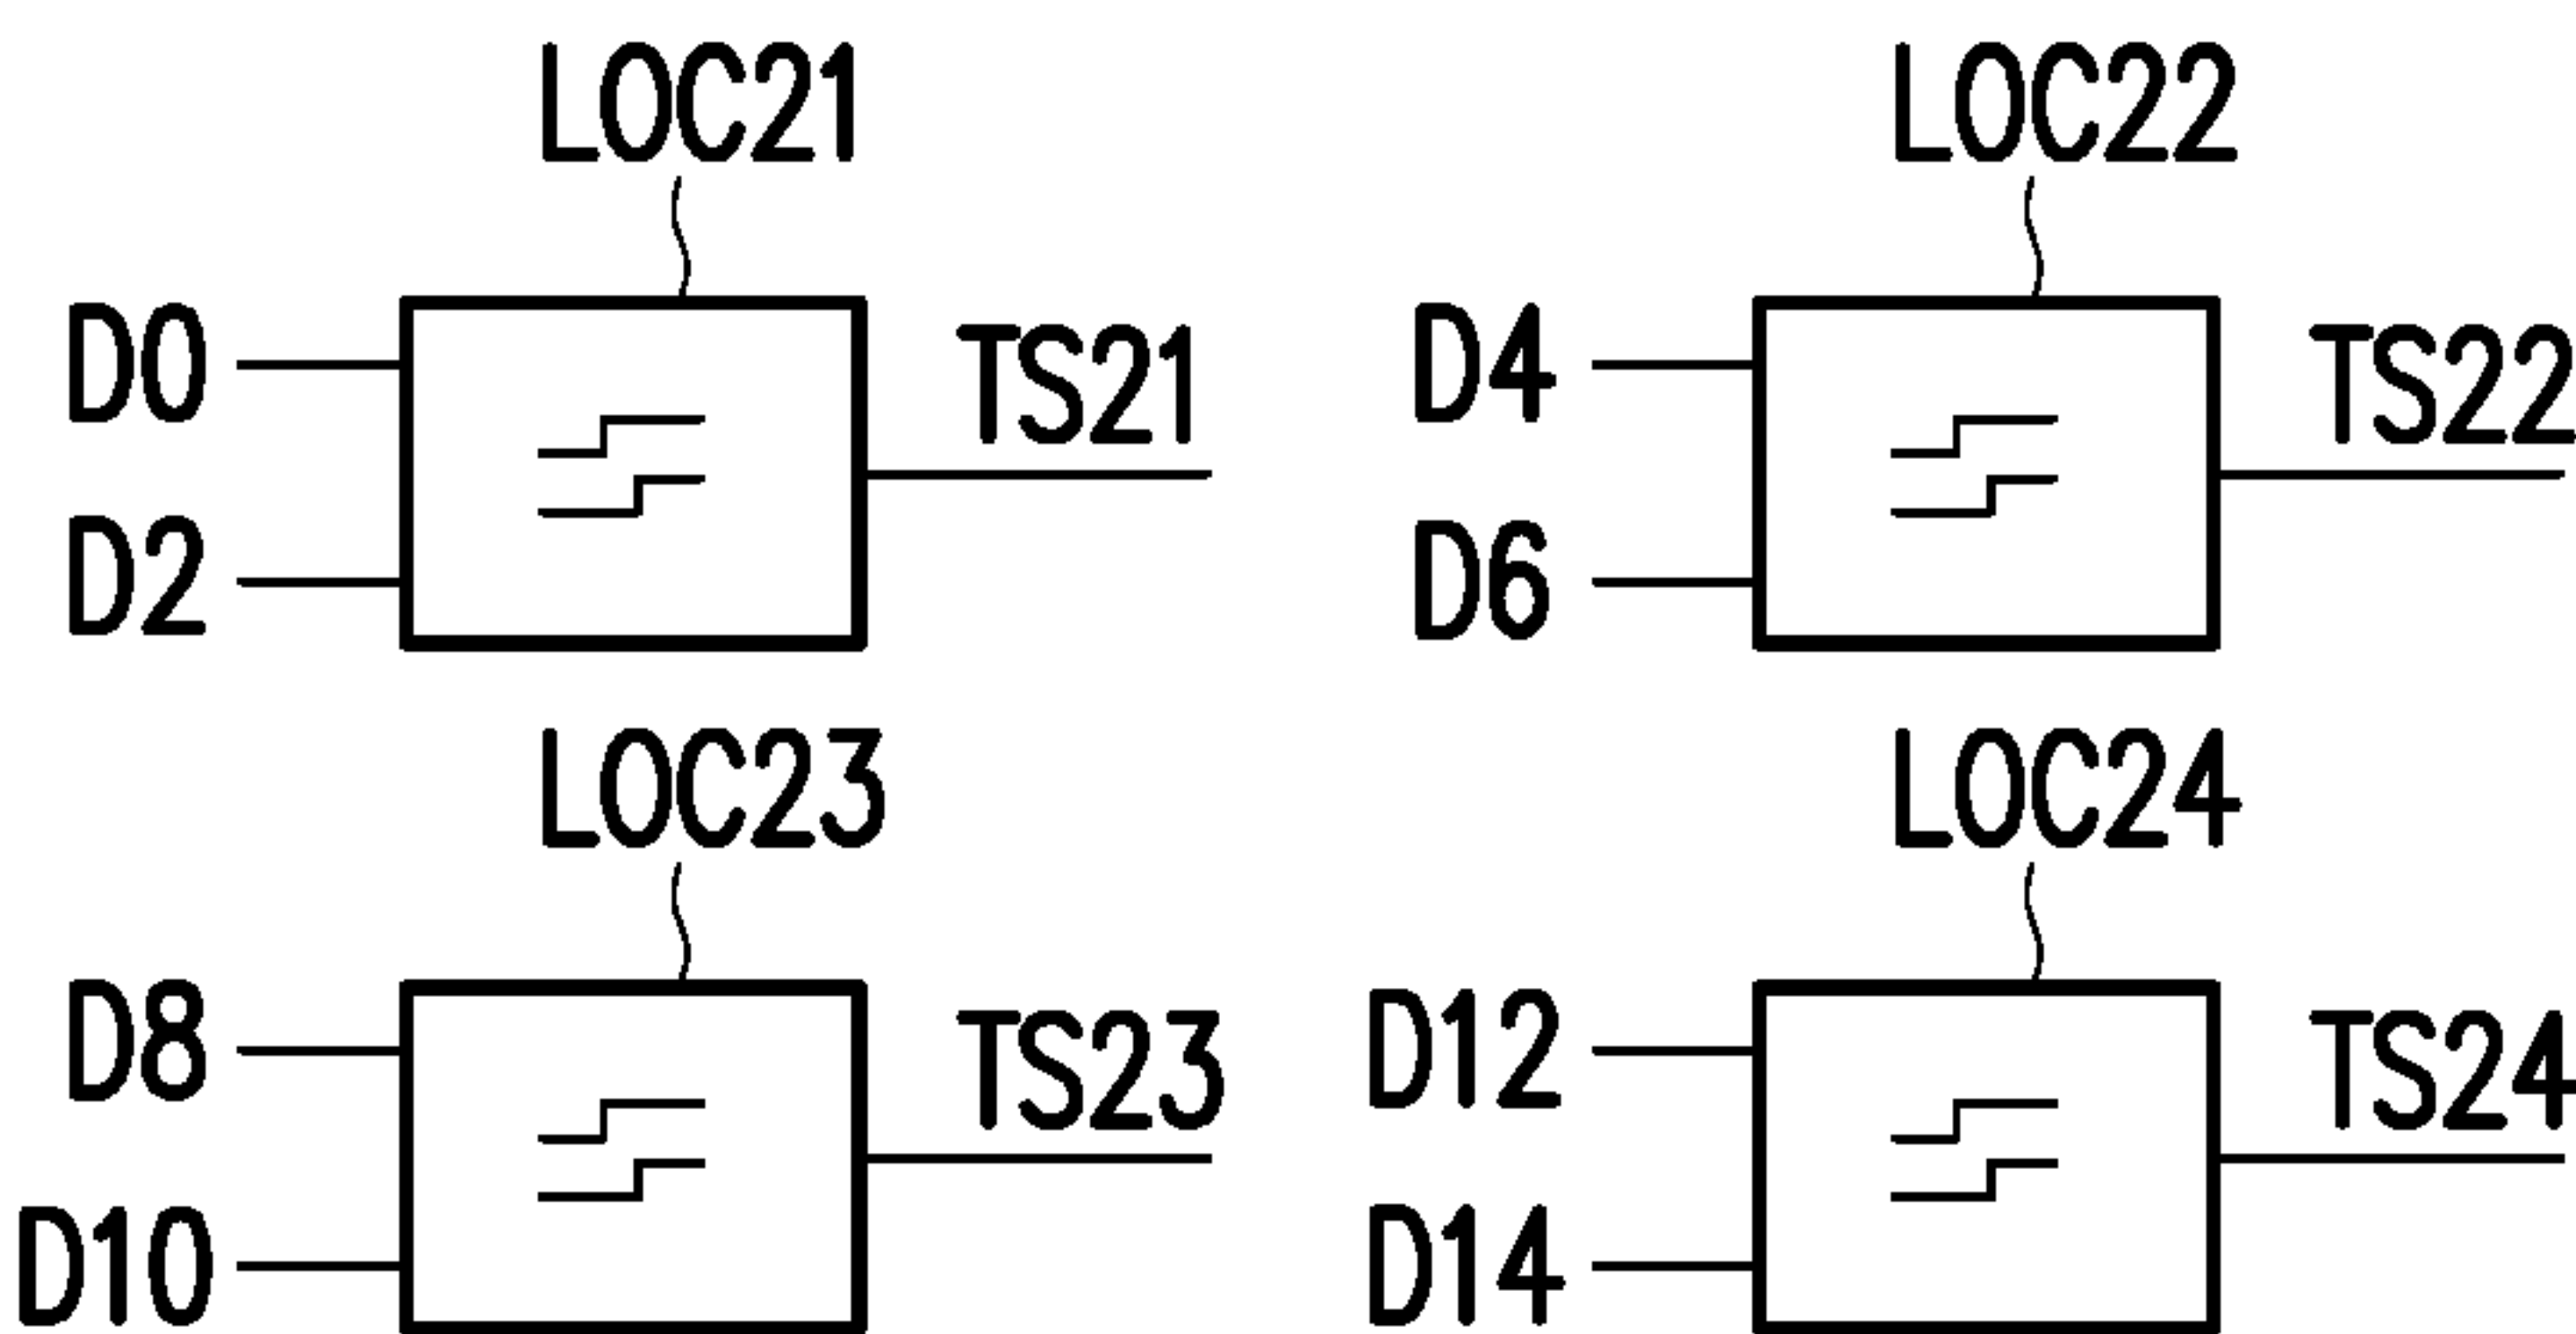 LOC21 LOC22
D0 TS21 D4 TS22
D2 D6
LOC23 LOC24
D8 TS23 D12 TS24
D10 D14